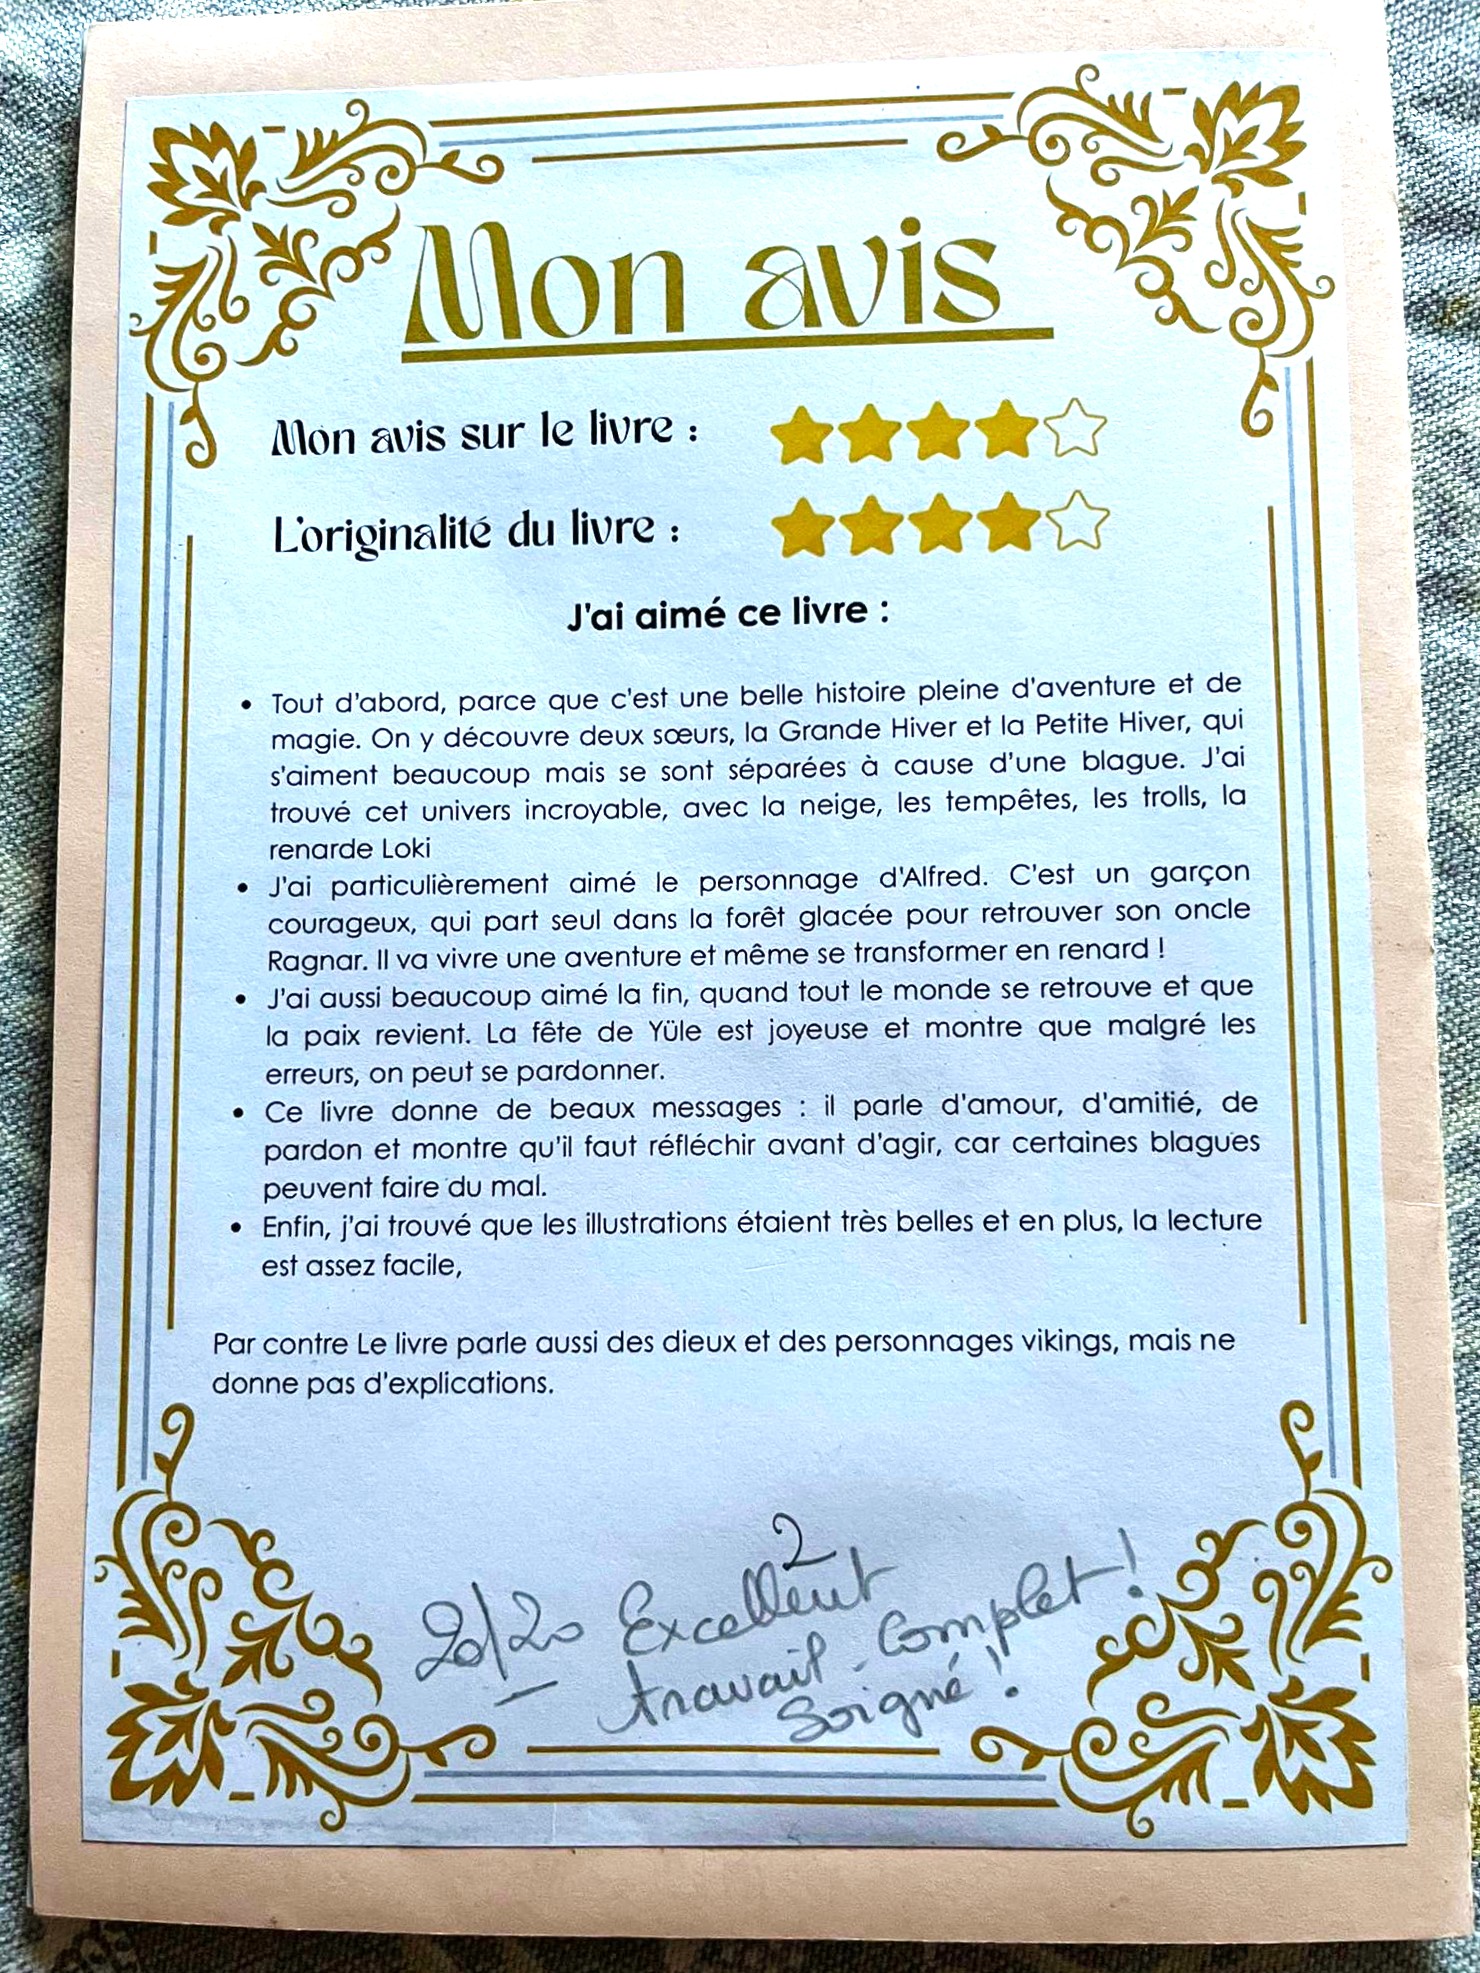 Mon avis
Mon avis sur le livre :
L'originalité du livre :
J'ai aimé ce livre :
• Tout d'abord, parce que c'est une belle histoire pleine d'aventure et de
magie. On y découvre deux sœurs, la Grande Hiver et la Petite Hiver, qui
s'aiment beaucoup mais se sont séparées à cause d'une blague. J'ai
trouvé cet univers incroyable, avec la neige, les tempêtes, les trolls, la
renarde Loki
• J'ai particulièrement aimé le personnage d'Alfred. C'est un garçon
courageux, qui part seul dans la forêt glacée pour retrouver son oncle
Ragnar. Il va vivre une aventure et même se transformer en renard !
• J'ai aussi beaucoup aimé la fin, quand tout le monde se retrouve et que
la paix revient. La fête de Yüle est joyeuse et montre que malgré les
erreurs, on peut se pardonner.
• Ce livre donne de beaux messages : il parle d'amour, d'amitié, de
pardon et montre qu'il faut réfléchir avant d'agir, car certaines blagues
peuvent faire du mal.
• Enfin, j'ai trouvé que les illustrations étaient très belles et en plus, la lecture
est assez facile,
Par contre Le livre parle aussi des dieux et des personnages vikings, mais ne
donne pas d'explications.
2
20/20 Excellent
travail. Complet !
Soigné !